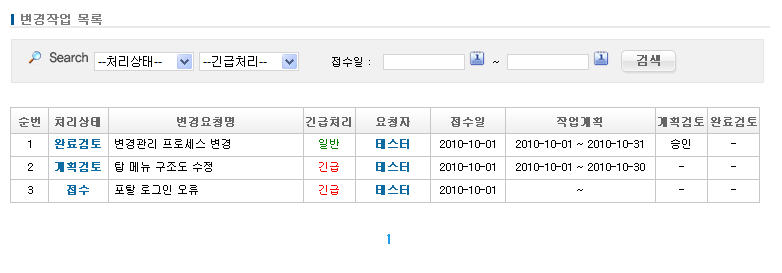 변경작업 목록
Search --처리상태-- --긴급처리-- 접수일 : ~ 검색
순번 처리상태 변경요청명 긴급처리 요청자 접수일 작업계획 계획검토 완료검토
1 완료검토 변경관리 프로세스 변경 일반 테스터 2010-10-01 2010-10-01 ~ 2010-10-31 승인 -
2 계획검토 탑 메뉴 구조도 수정 긴급 테스터 2010-10-01 2010-10-01 ~ 2010-10-30 - -
3 접수 포탈 로그인 오류 긴급 테스터 2010-10-01 ~ - -
1